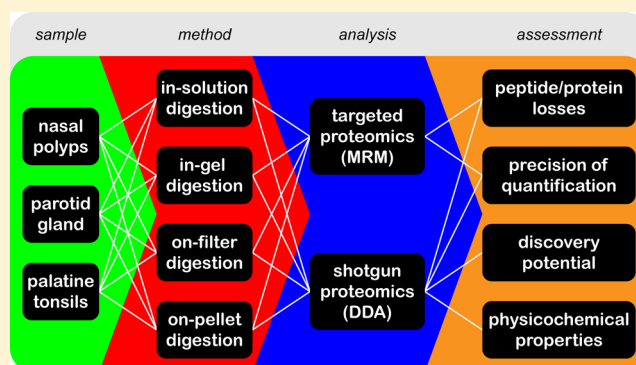 sample
method
analysis
assessment
nasal
polyps
parotid
gland
palatine
tonsils
in-solution
digestion
in-gel
digestion
on-filter
digestion
on-pellet
digestion
targeted
proteomics
(MRM)
shotgun
proteomics
(DDA)
peptide/protein
losses
precision of
quantification
discovery
potential
physicochemical
properties